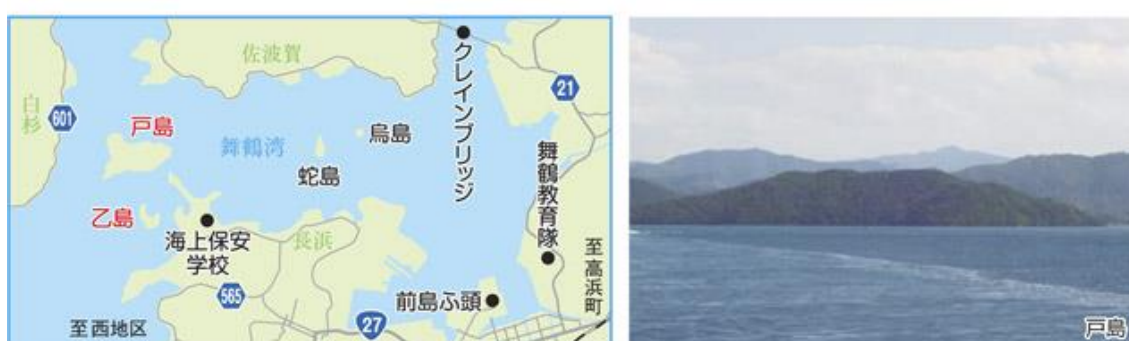 佐波賀
クレインブリッジ
21
白杉
601
戸島
舞鶴湾
烏島
蛇島
舞鶴教育隊
乙島
海上保安
学校
長浜
至高浜町
565
前島ふ頭
27
至西地区
戸島